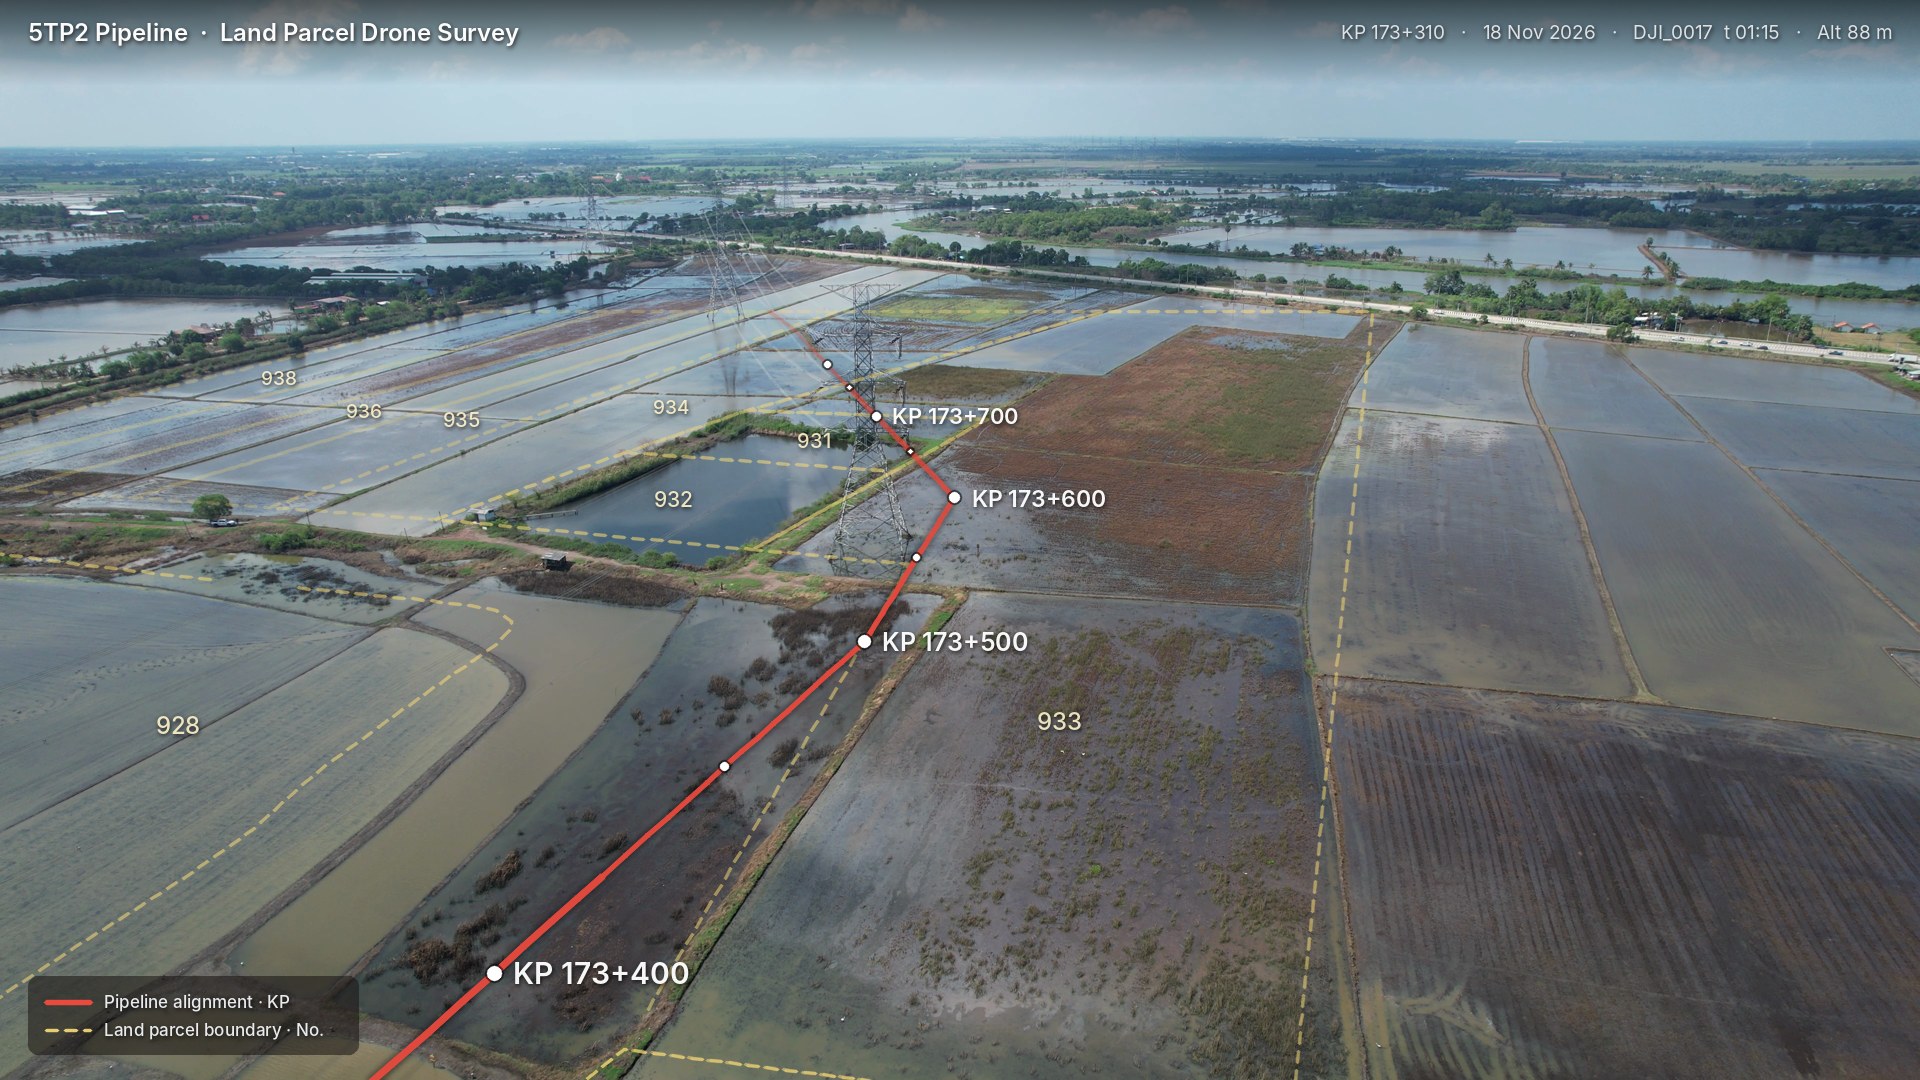 5TP2 Pipeline · Land Parcel Drone Survey
KP 173+310 · 18 Nov 2026 · DJI_0017 t 01:15 · Alt 88 m
938
936
935
934
931
KP 173+700
932
KP 173+600
KP 173+500
928
933
KP 173+400
Pipeline alignment · KP
Land parcel boundary · No.